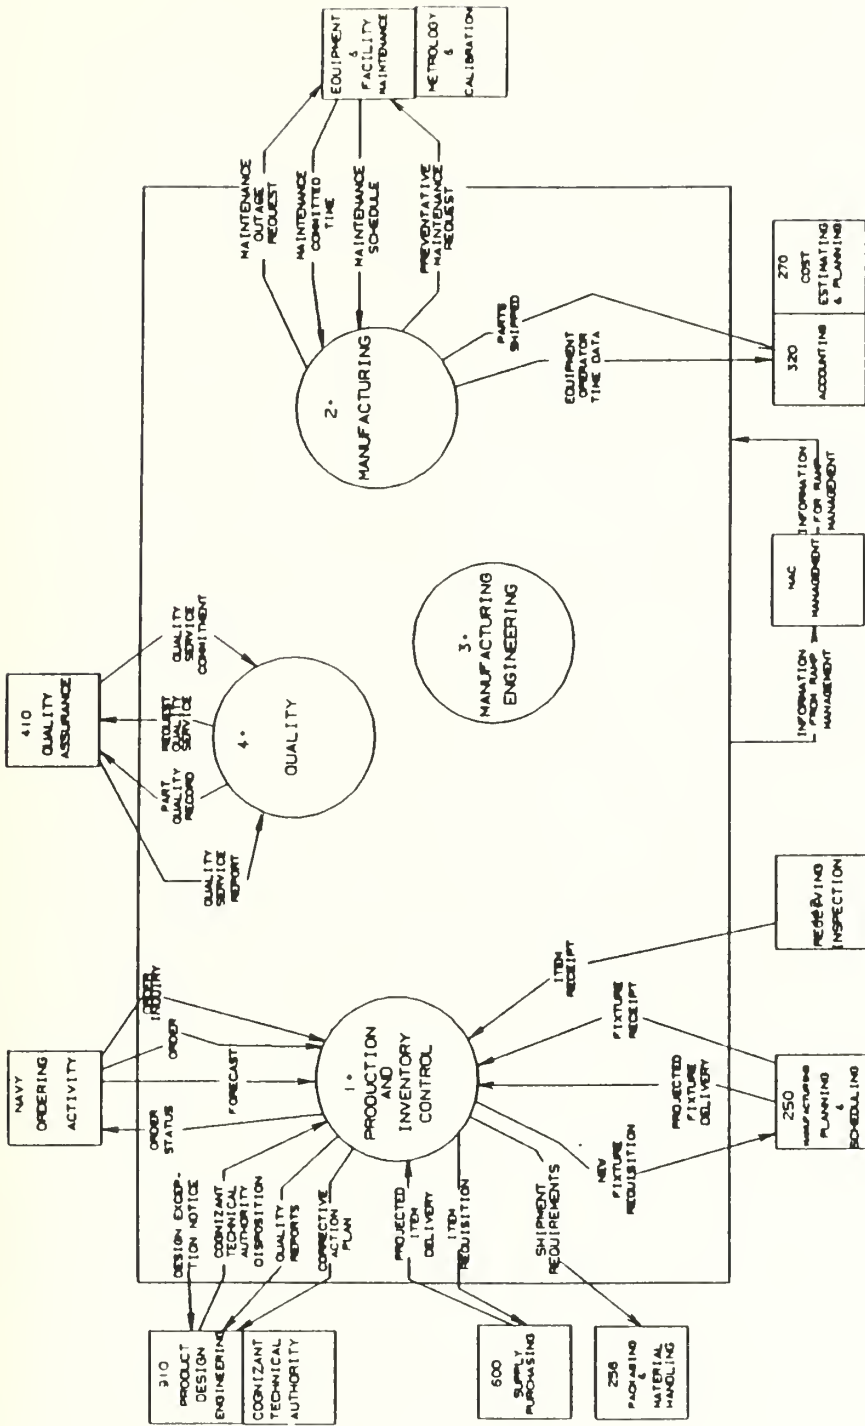 NAVY
ORDERING
ACTIVITY
410
QUALITY
ASSURANCE
910
PRODUCT
DESIGN
ENGINEERING
COGNIZANT
TECHNICAL
AUTHORITY
DESIGN EXCEP-
TION NOTICE
COGNIZANT
TECHNICAL
AUTHORITY
DISPOSITION
QUALITY
REPORTS
CORRECTIVE
ACTION
PLAN
ORDER
STATUS
FORECAST
ORDER
ORDER
INQUIRY
QUALITY
SERVICE
REPORT
PART
QUALITY
RECORD
REQUEST
QUALITY
SERVICE
QUALITY
SERVICE
COMMITMENT
4*
QUALITY
1*
PRODUCTION
AND
INVENTORY
CONTROL
3*
MANUFACTURING
ENGINEERING
2*
MANUFACTURING
MAINTENANCE
OUTAGE
REQUEST
MAINTENANCE
COMMITTED
TIME
MAINTENANCE
SCHEDULE
PREVENTATIVE
MAINTENANCE
REQUEST
EQUIPMENT
&
FACILITY
MAINTENANCE
METROLOGY
&
CALIBRATION
PROJECTED
ITEM
DELIVERY
ITEM
REQUISITION
SHIPMENT
REQUIREMENTS
NEW
FIXTURE
REQUISITION
PROJECTED
FIXTURE
DELIVERY
FIXTURE
RECEIPT
ITEM
RECEIPT
PARTS
SHIPPED
EQUIPMENT
OPERATOR
TIME DATA
600
SUPPLY
PURCHASING
258
PACKAGING
&
MATERIAL
HANDLING
250
MANUFACTURING
PLANNING
&
SCHEDULING
RECEIVING
INSPECTION
INFORMATION
FROM RAMP
MANAGEMENT
NAC
MANAGEMENT
INFORMATION
FOR RAMP
MANAGEMENT
320
ACCOUNTING
270
COST
ESTIMATING
& PLANNING